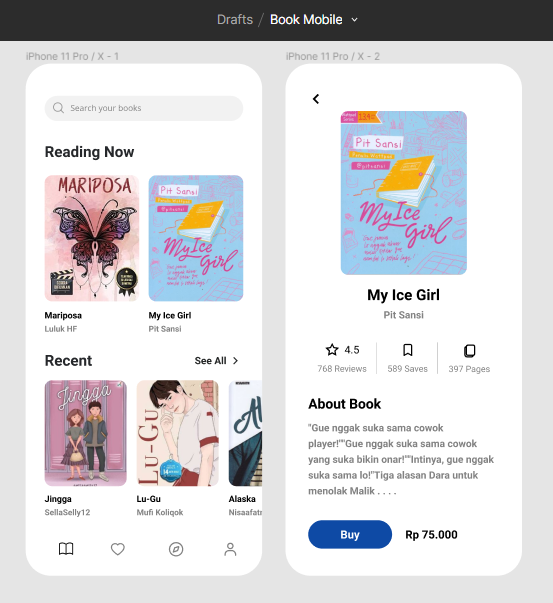 Drafts / Book Mobile
iPhone 11 Pro / X - 1
Search your books
Reading Now
MARIPOSA
Pit Sansi
My Ice Girl
Maripo​sa
Luluk HF
My Ice Girl
Pit Sansi
Recent
See All
Jingga
Lu-Gu
Al
Jingga
SellaSelly12
Lu-Gu
Mufi Koliqok
Alaska
Nisaafatm
iPhone 11 Pro / X - 2
Pit Sansi
My Ice Girl
My Ice Girl
Pit Sansi
4.5
768 Reviews
589 Saves
397 Pages
About Book
"Gue nggak suka sama cowok
player!""Gue nggak suka sama cowok
yang suka bikin onar!""Intinya, gue nggak
suka sama lo!"Tiga alasan Dara untuk
menolak Malik . . . .
Buy
Rp 75.000